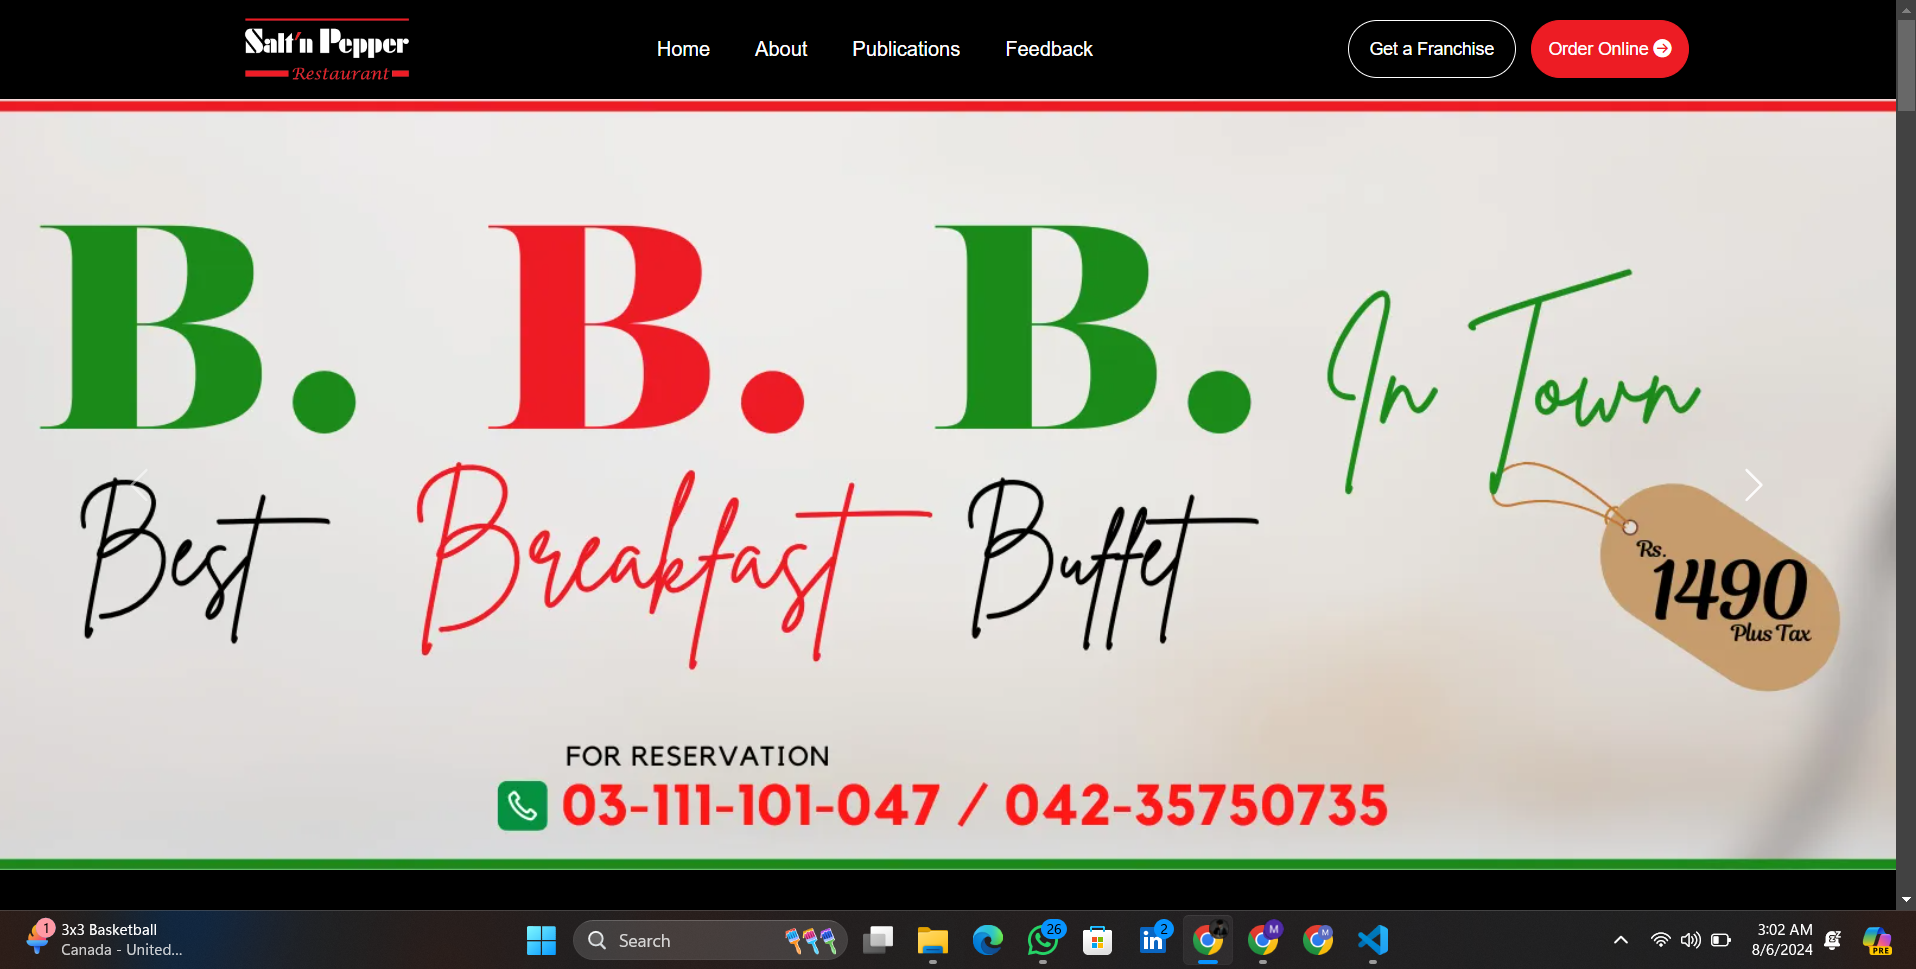 Salt'n Pepper
Restaurant
Home
About
Publications
Feedback
Get a Franchise
Order Online
B. B. B. In Town
Best Breakfast Buffet
Rs.
1490
Plus Tax
FOR RESERVATION
03-111-101-047 / 042-35750735
1
3x3 Basketball
Canada - United...
Search
26
in
2
M
M
3:02 AM
8/6/2024
PRE